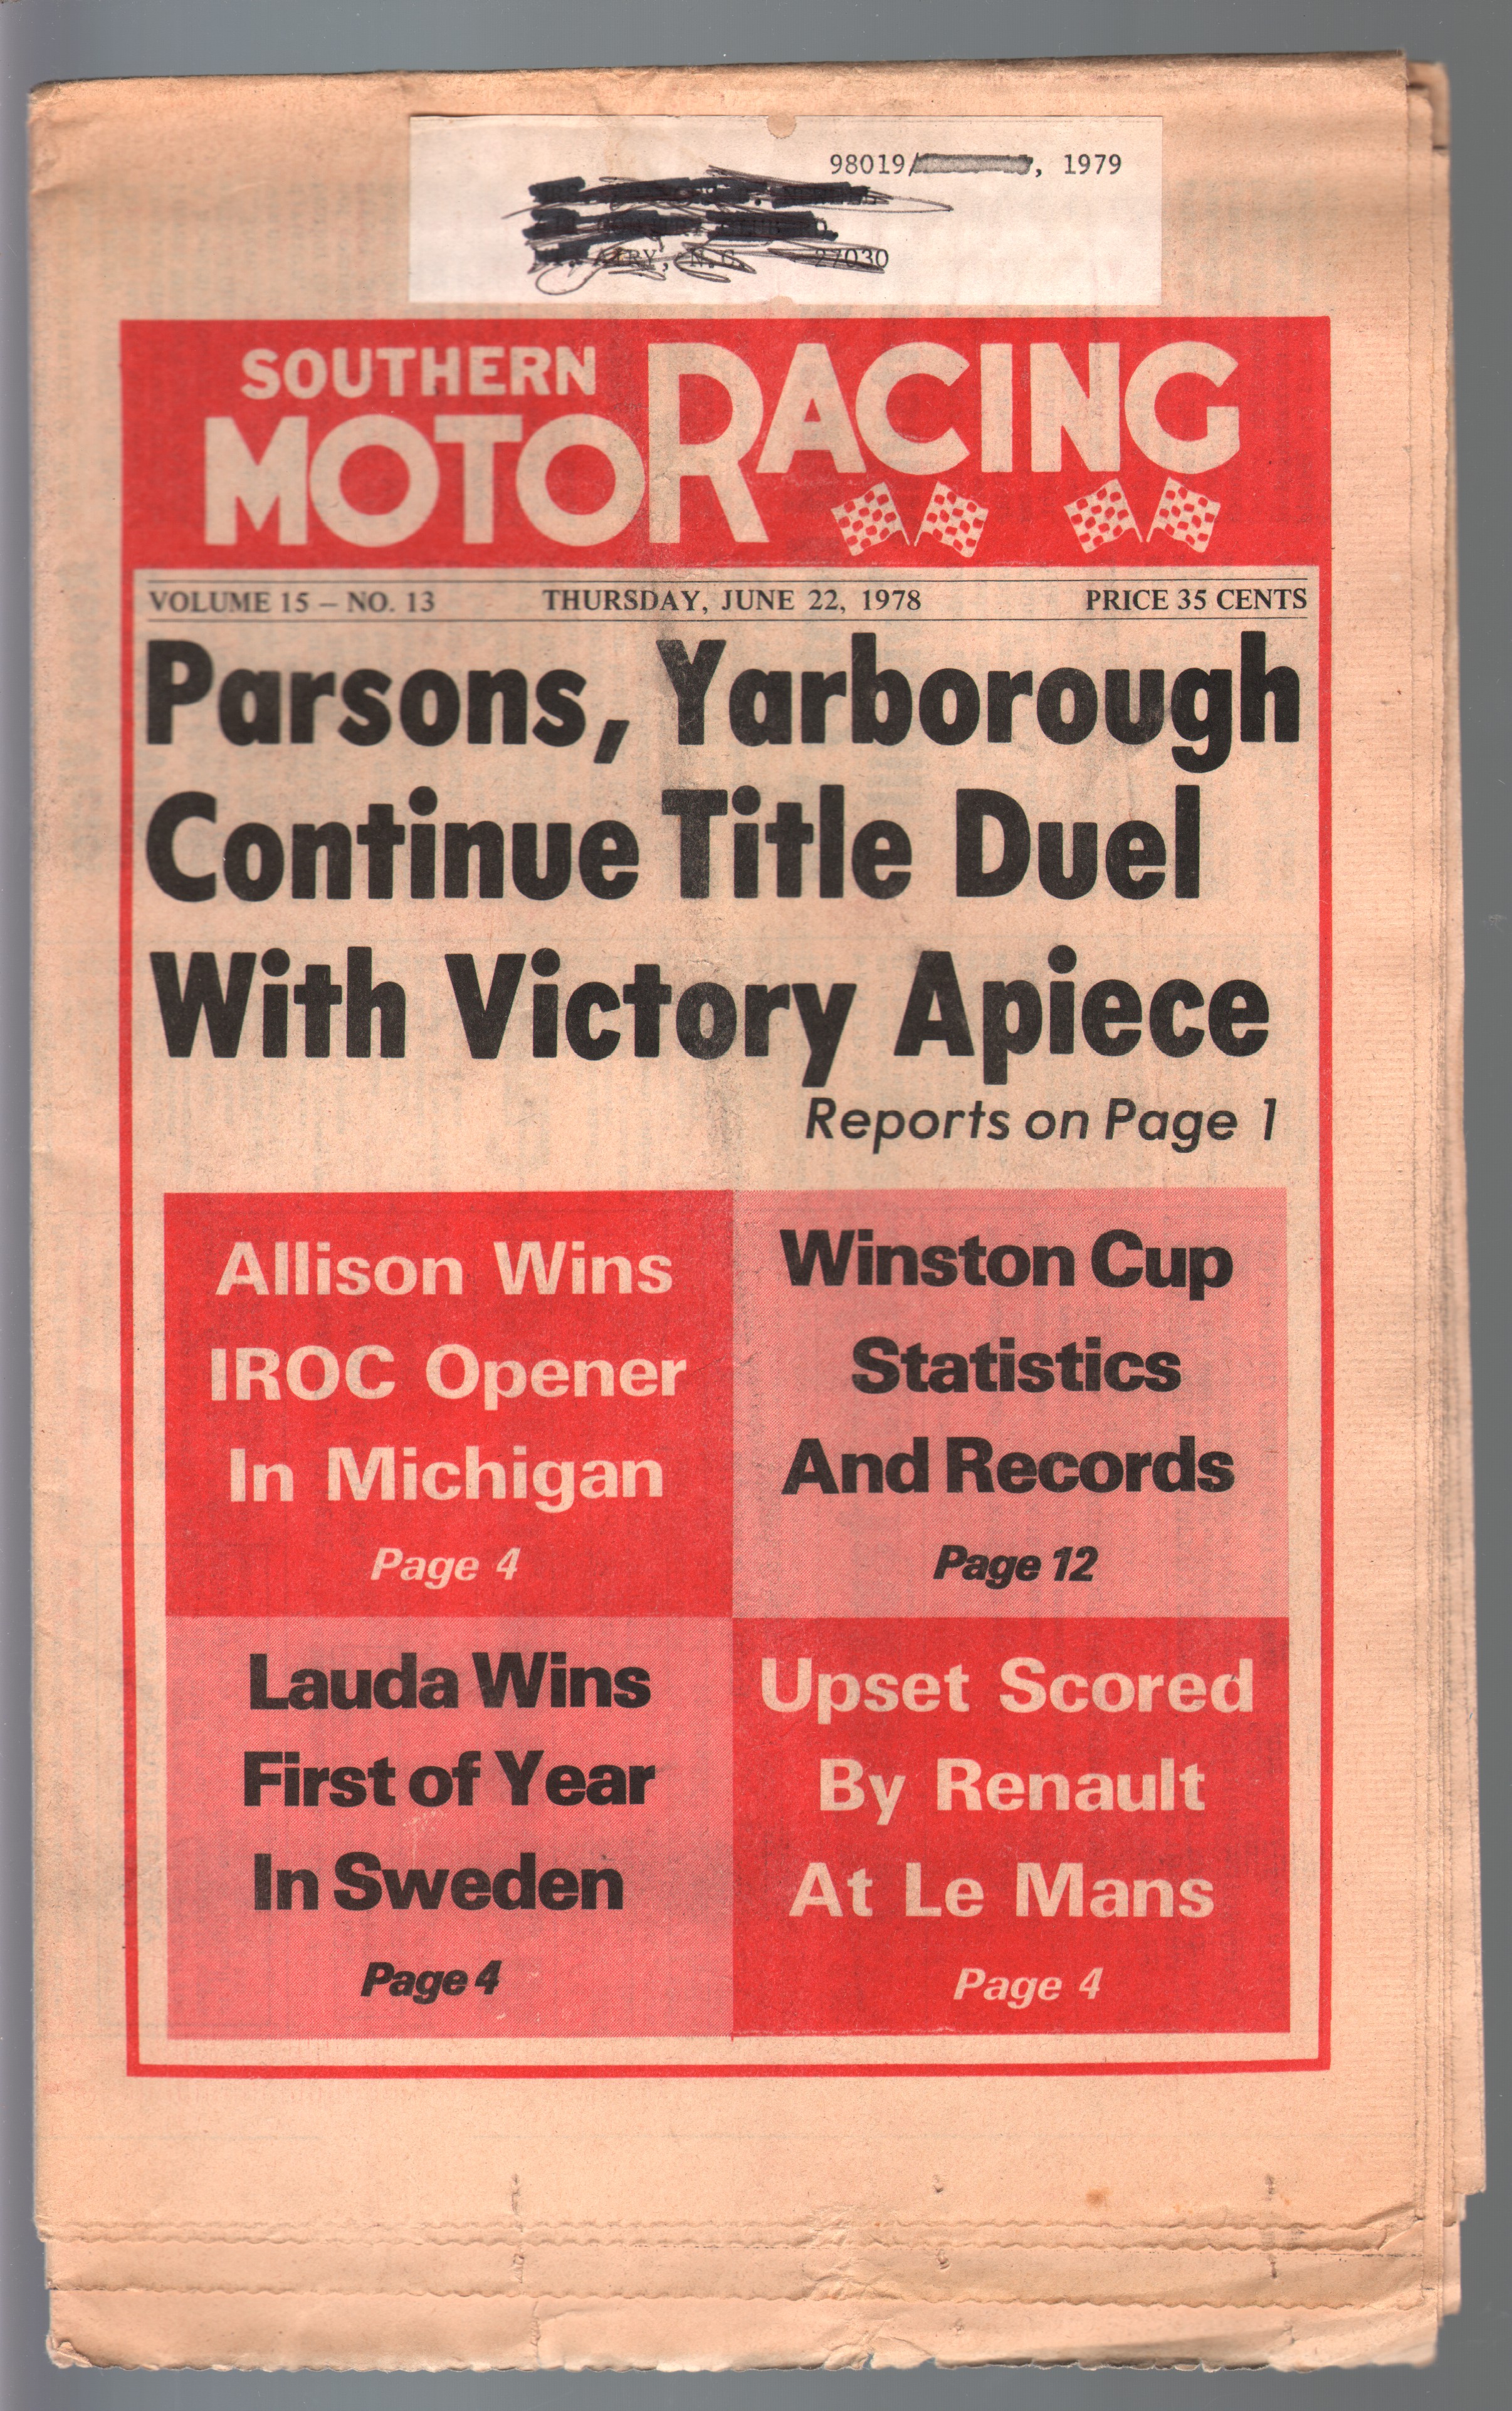 98019/ , 1979
AIRY, N.C. 27030
SOUTHERN
MOTORACING
VOLUME 15 – NO. 13 THURSDAY, JUNE 22, 1978 PRICE 35 CENTS
Parsons, Yarborough
Continue Title Duel
With Victory Apiece
Reports on Page 1
Allison Wins
IROC Opener
In Michigan
Page 4
Winston Cup
Statistics
And Records
Page 12
Lauda Wins
First of Year
In Sweden
Page 4
Upset Scored
By Renault
At Le Mans
Page 4